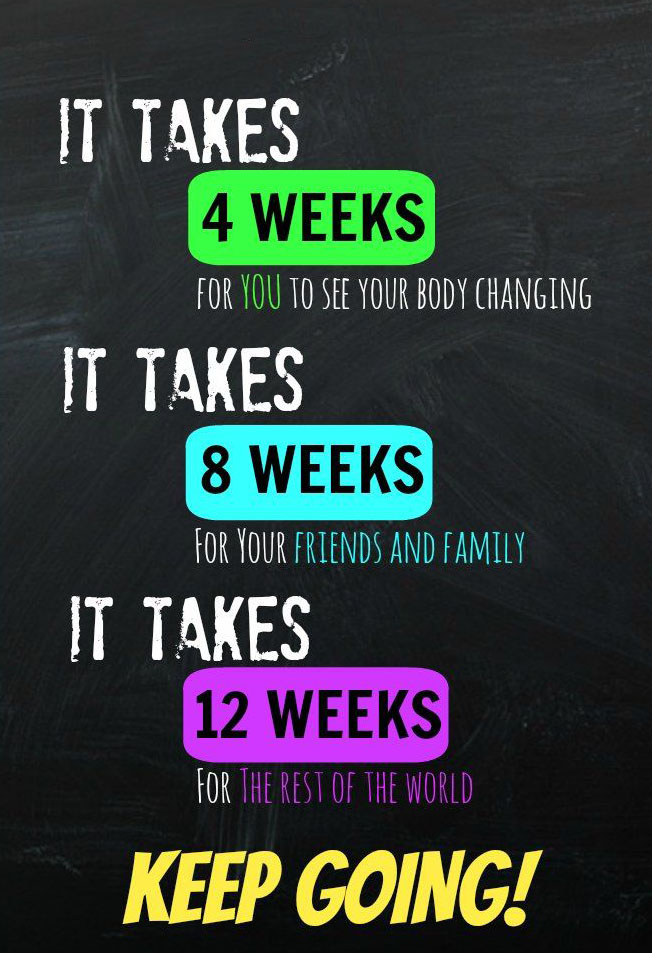 IT TAKES
4 WEEKS
FOR YOU TO SEE YOUR BODY CHANGING
IT TAKES
8 WEEKS
FOR YOUR FRIENDS AND FAMILY
IT TAKES
12 WEEKS
FOR THE REST OF THE WORLD
KEEP GOING!